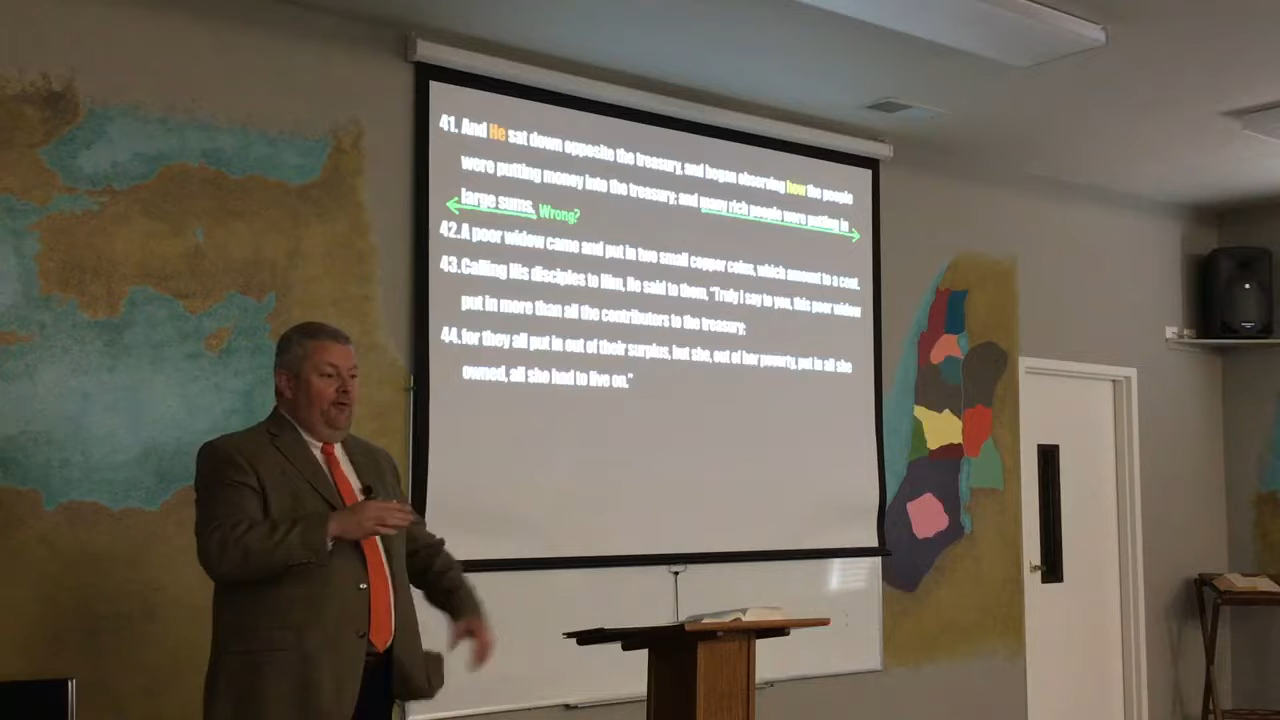 41. And He sat down opposite the treasury, and began observing how the people
were putting money into the treasury; and many rich people were putting in
large sums. Wrong?
42. A poor widow came and put in two small copper coins, which amount to a cent.
43. Calling His disciples to Him, He said to them, "Truly I say to you, this poor widow
put in more than all the contributors to the treasury;
44. for they all put in out of their surplus, but she, out of her poverty, put in all she
owned, all she had to live on."